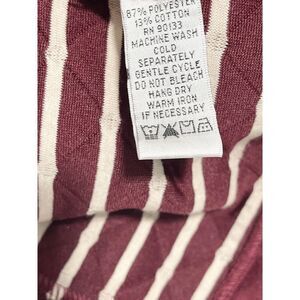 87% POLYESTER
13% COTTON
RN 90133
MACHINE WASH
COLD
SEPARATELY
GENTLE CYCLE
DO NOT BLEACH
HANG DRY
WARM IRON
IF NECESSARY